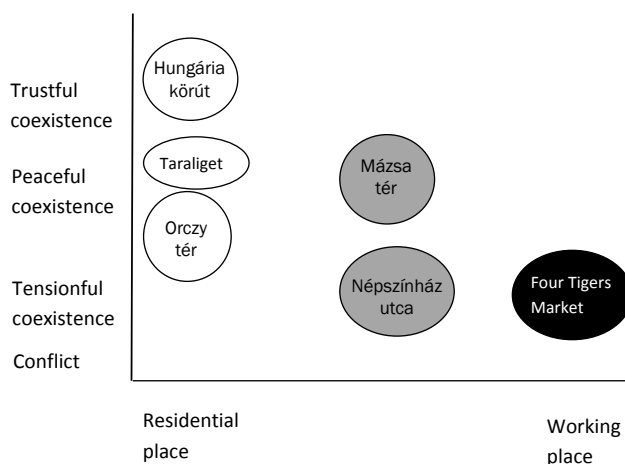 Hungária
körút
Trustful
coexistence
Taraliget
Mázsa
tér
Peaceful
coexistence
Orczy
tér
Népszínház
utca
Four Tigers
Market
Tensionful
coexistence
Conflict
Residential
place
Working
place